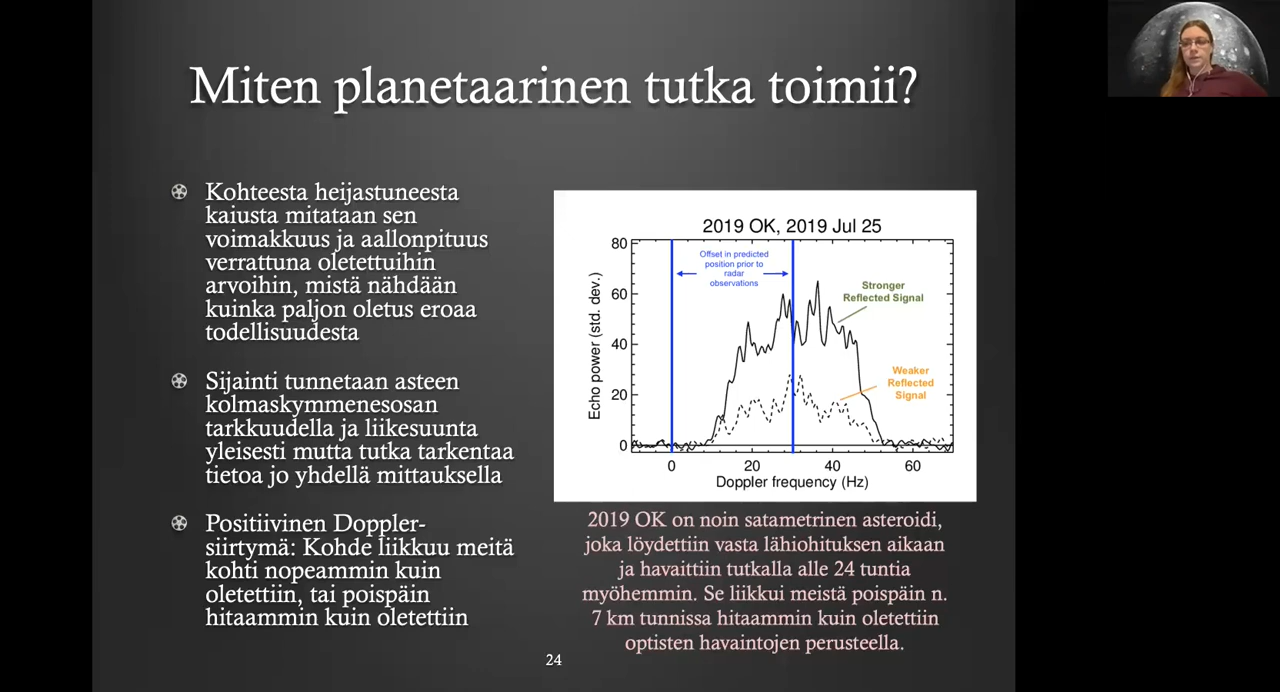 Miten planetaarinen tutka toimii?
Kohteesta heijastuneesta
kaiusta mitataan sen
voimakkuus ja aallonpituus
verrattuna oletettuihin
arvoihin, mistä nähdään
kuinka paljon oletus eroaa
todellisuudesta
Sijainti tunnetaan asteen
kolmaskymmenesosan
tarkkuudella ja liikesuunta
yleisesti mutta tutka tarkentaa
tietoa jo yhdellä mittauksella
Positiivinen Doppler-
siirtymä: Kohde liikkuu meitä
kohti nopeammin kuin
oletettiin, tai poispäin
hitaammin kuin oletettiin
2019 OK, 2019 Jul 25
Echo power (std. dev.)
80
60
40
20
0
Offset in predicted
position prior to
radar
observations
Stronger
Reflected Signal
Weaker
Reflected
Signal
0 20 40 60
Doppler frequency (Hz)
2019 OK on noin satametrinen asteroidi,
joka löydettiin vasta lähiohituksen aikaan
ja havaittiin tutkalla alle 24 tuntia
myöhemmin. Se liikkui meistä poispäin n.
7 km tunnissa hitaammin kuin oletettiin
optisten havaintojen perusteella.
24